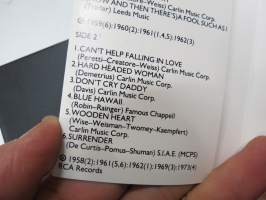 NOW AND THEN THERE'S) A FOOL SUCH AS I
(Trader) Leeds Music
℗ 1959(6):1960(2):1961(1,4,5):1962(3)
SIDE 2
1. CAN'T HELP FALLING IN LOVE
(Peretti–Creatore–Weiss) Carlin Music Corp.
2. HARD HEADED WOMAN
(Demetrius) Carlin Music Corp.
3. DON'T CRY DADDY
(Davis) Carlin Music Corp.
4. BLUE HAWAII
(Robin–Rainger) Famous Chappell
5. WOODEN HEART
(Wise–Weisman–Twomey–Kaempfert)
Carlin Music Corp.
6. SURRENDER
(De Curtis–Pomus–Shuman) S.I.A.E. (MCPS)
℗ 1958(2):1961(5,6):1962(1):1969(3):1973(4)
RCA Records